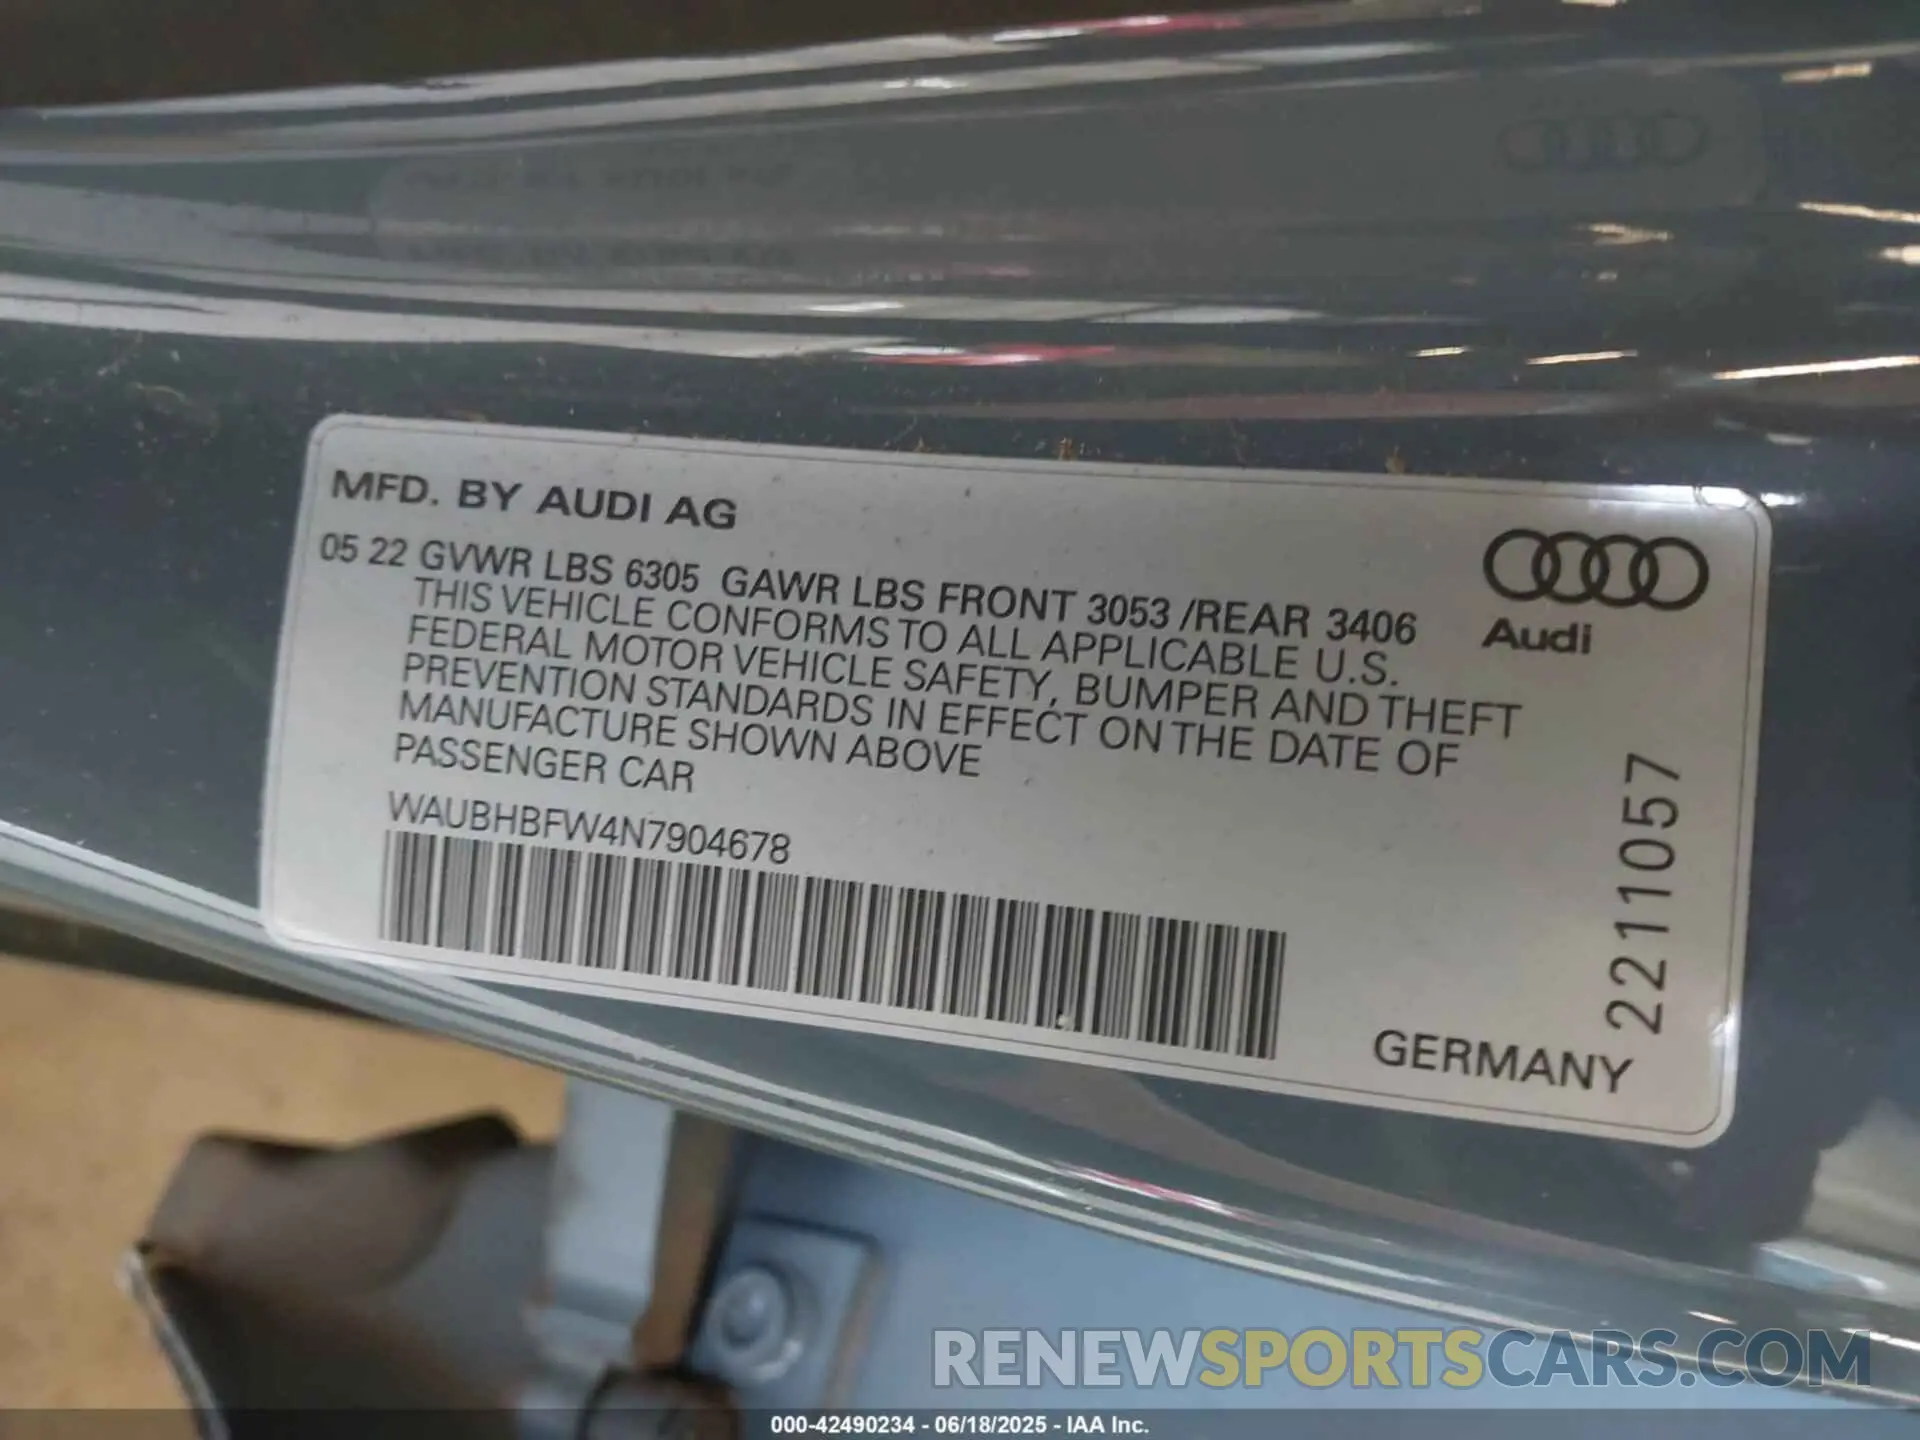 MFD. BY AUDI AG
05 22 GVWR LBS 6305 GAWR LBS FRONT 3053 /REAR 3406
THIS VEHICLE CONFORMS TO ALL APPLICABLE U.S.
FEDERAL MOTOR VEHICLE SAFETY, BUMPER AND THEFT
PREVENTION STANDARDS IN EFFECT ON THE DATE OF
MANUFACTURE SHOWN ABOVE
PASSENGER CAR
WAUBHBFW4N7904678
Audi
2211057
GERMANY
RENEWSPORTSCARS.COM
000-42490234 - 06/18/2025 - IAA Inc.